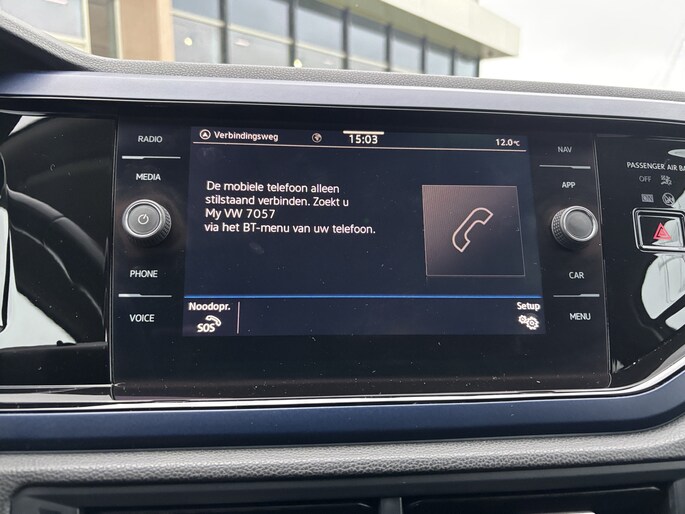 RADIO
MEDIA
PHONE
VOICE
Verbindingsweg
15:03
12.0℃
De mobiele telefoon alleen
stilstaand verbinden. Zoekt u
My VW 7057
via het BT-menu van uw telefoon.
Noodopr.
SOS
Setup
NAV
APP
CAR
MENU
PASSENGER AIR BA
OFF